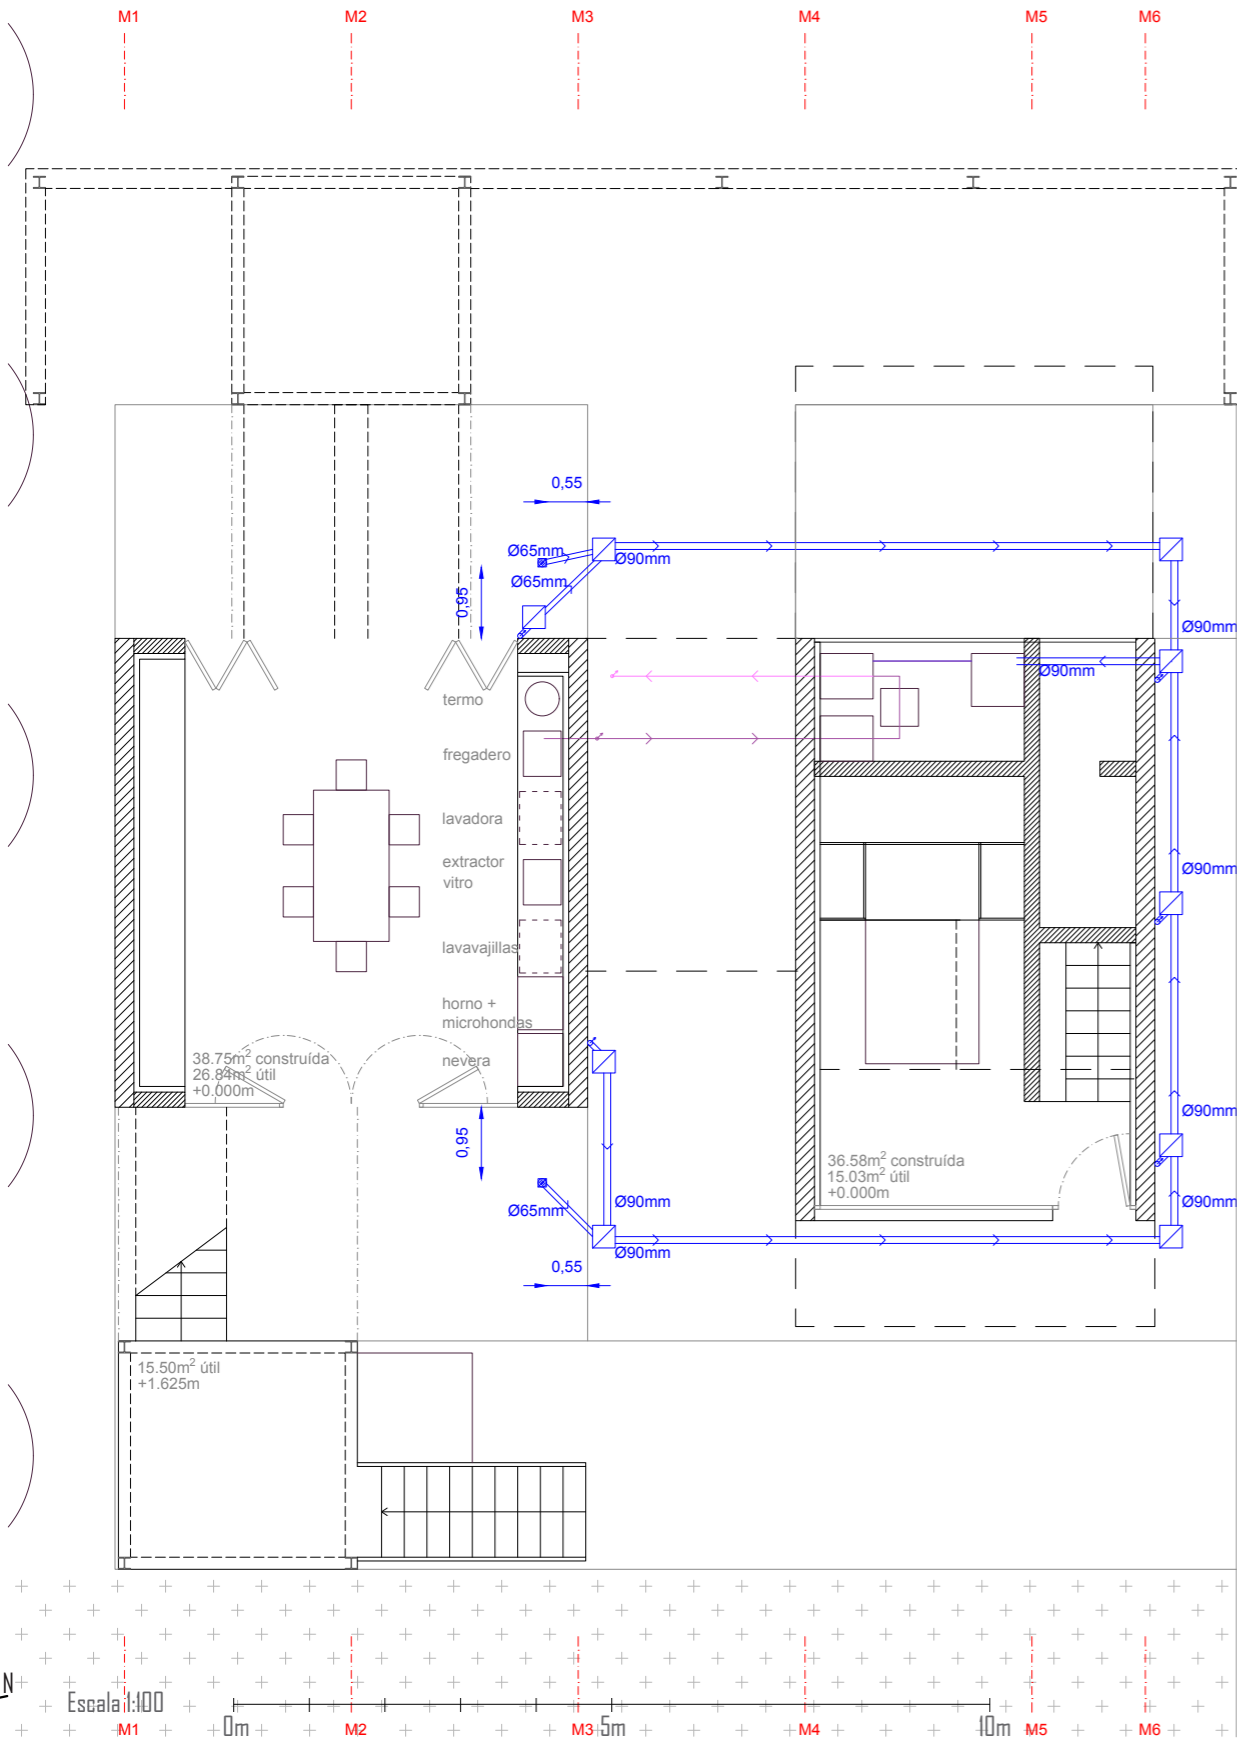 M1 M2 M3 M4 M5 M6
0,55
Ø65mm
Ø90mm
Ø65mm
0,95
Ø90mm
Ø90mm
termo
fregadero
lavadora
extractor
vitro
Ø90mm
lavavajillas
horno +
microhondas
nevera
38.75m² construída
26.84m² útil
+0.000m
Ø90mm
0,95
36.58m² construída
15.03m² útil
+0.000m
Ø65mm
Ø90mm
Ø90mm
Ø90mm
0,55
15.50m² útil
+1.625m
N
Escala 1:100
0m 5m 10m
M1 M2 M3 M4 M5 M6